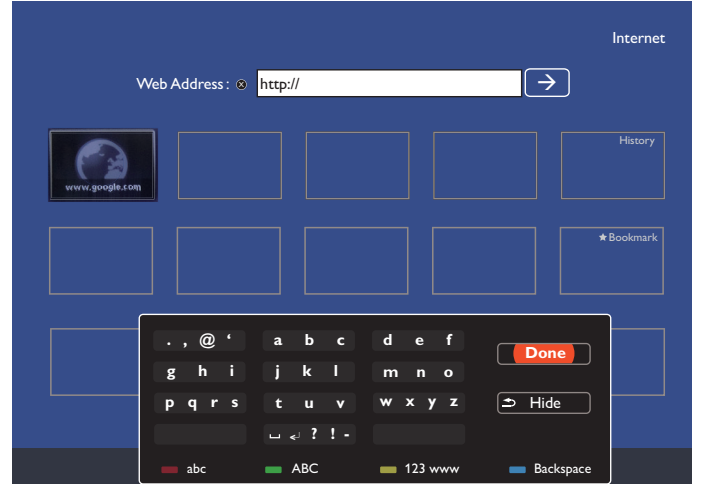 Internet
Web Address : ⊗ http:// →
www.google.com
History
★Bookmark
. , @ ‘ a b c d e f
Done
g h i j k l m n o
p q r s t u v w x y z
Hide
⎵ ↵ ? ! -
abc ABC 123 www Backspace